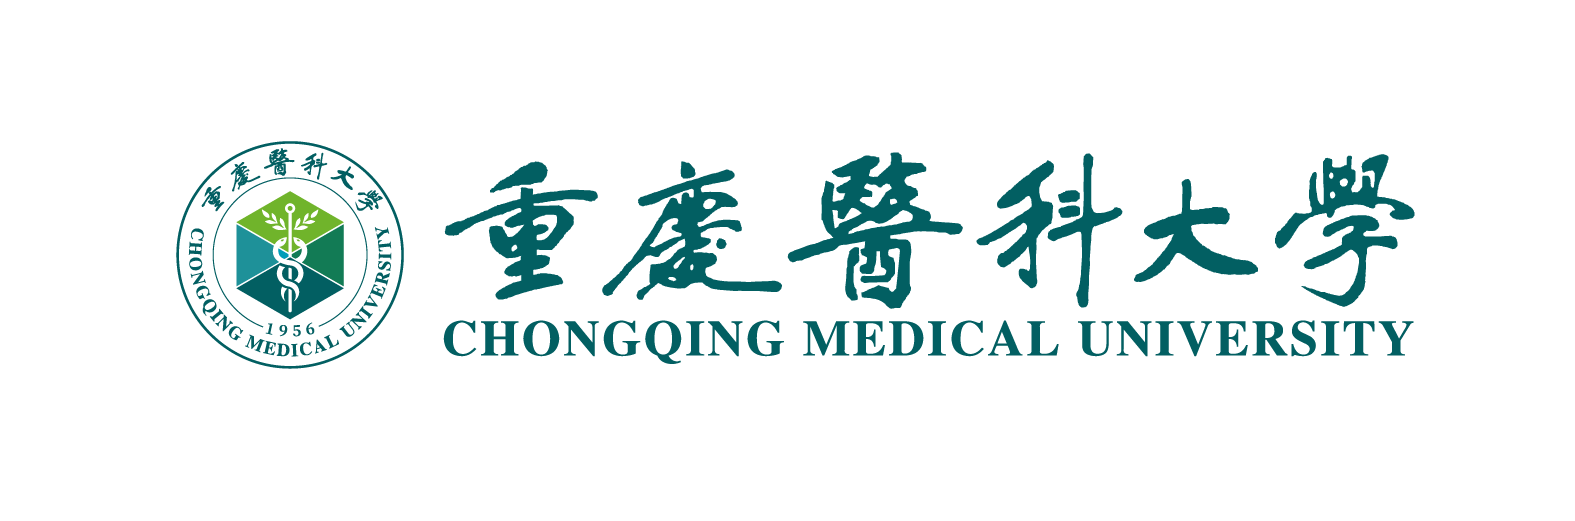 重慶醫科大學
CHONGQING MEDICAL UNIVERSITY
1956
重慶醫科大學
CHONGQING MEDICAL UNIVERSITY